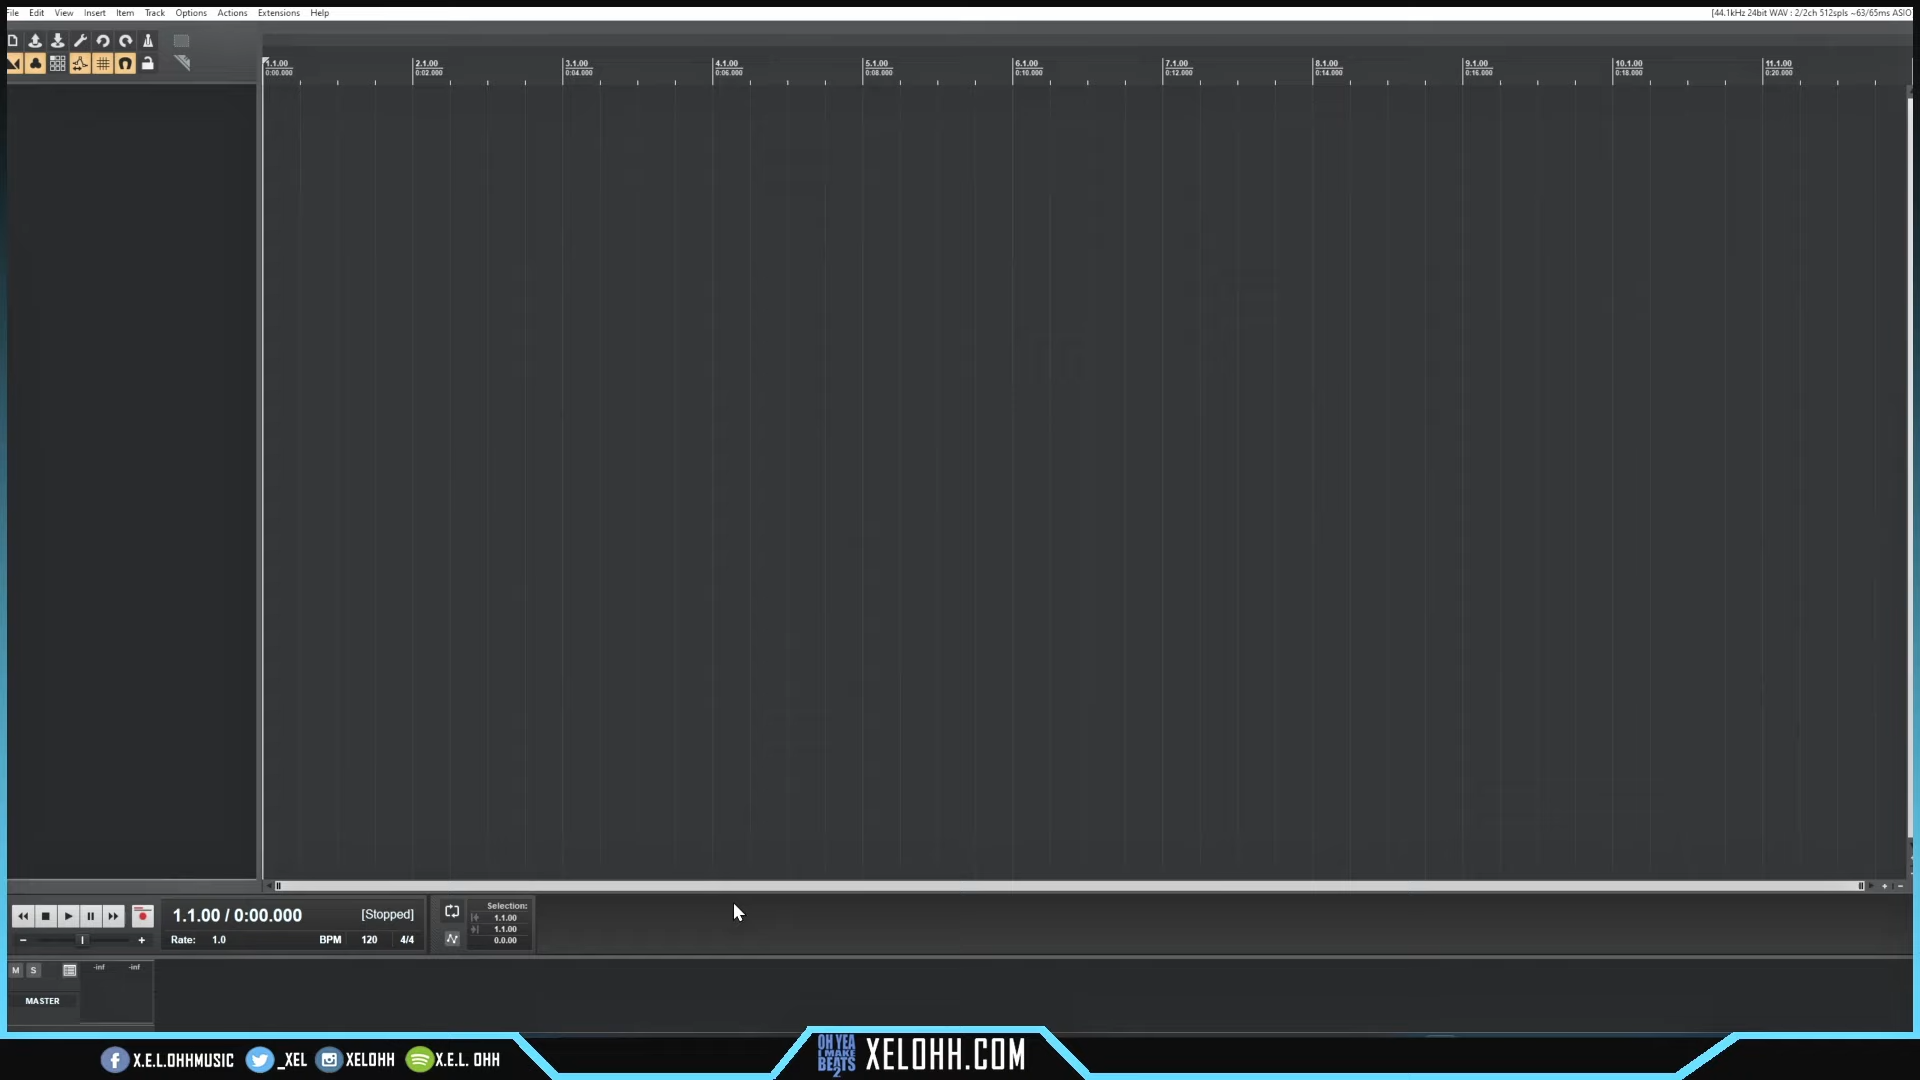 File Edit View Insert Item Track Options Actions Extensions Help
[44.1kHz 24bit WAV : 2/2ch 512spls ~63/65ms ASIO
1.1.00 2.1.00 3.1.00 4.1.00 5.1.00 6.1.00 7.1.00 8.1.00 9.1.00 10.1.00 11.1.00
0:00.000 0:02.000 0:04.000 0:06.000 0:08.000 0:10.000 0:12.000 0:14.000 0:16.000 0:18.000 0:20.000
1.1.00 / 0:00.000 [Stopped]
Rate: 1.0 BPM 120 4/4
Selection:
1.1.00
1.1.00
0.0.00
M S -inf -inf
MASTER
X.E.L.OHHMUSIC _XEL XELOHH X.E.L. OHH
OH YEA
I MAKE
BEATS
2
XELOHH.COM